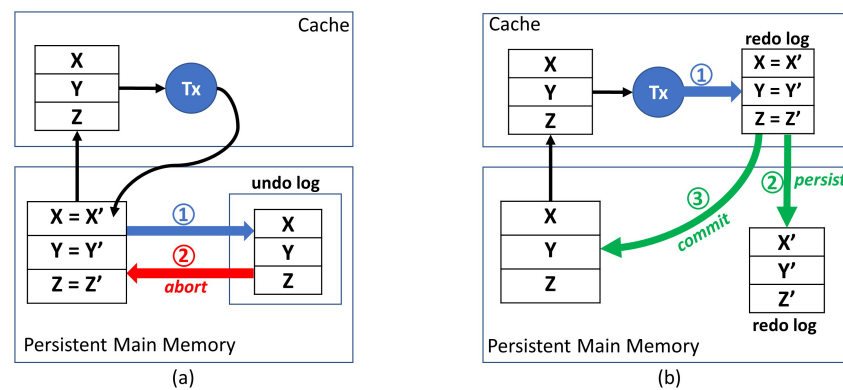 Cache
X
Y
Z
Tx
undo log
X = X’
Y = Y’
Z = Z’
①
②
abort
X
Y
Z
Persistent Main Memory
(a)
Cache
X
Y
Z
Tx
①
redo log
X = X’
Y = Y’
Z = Z’
② persist
③
commit
X
Y
Z
X’
Y’
Z’
redo log
Persistent Main Memory
(b)